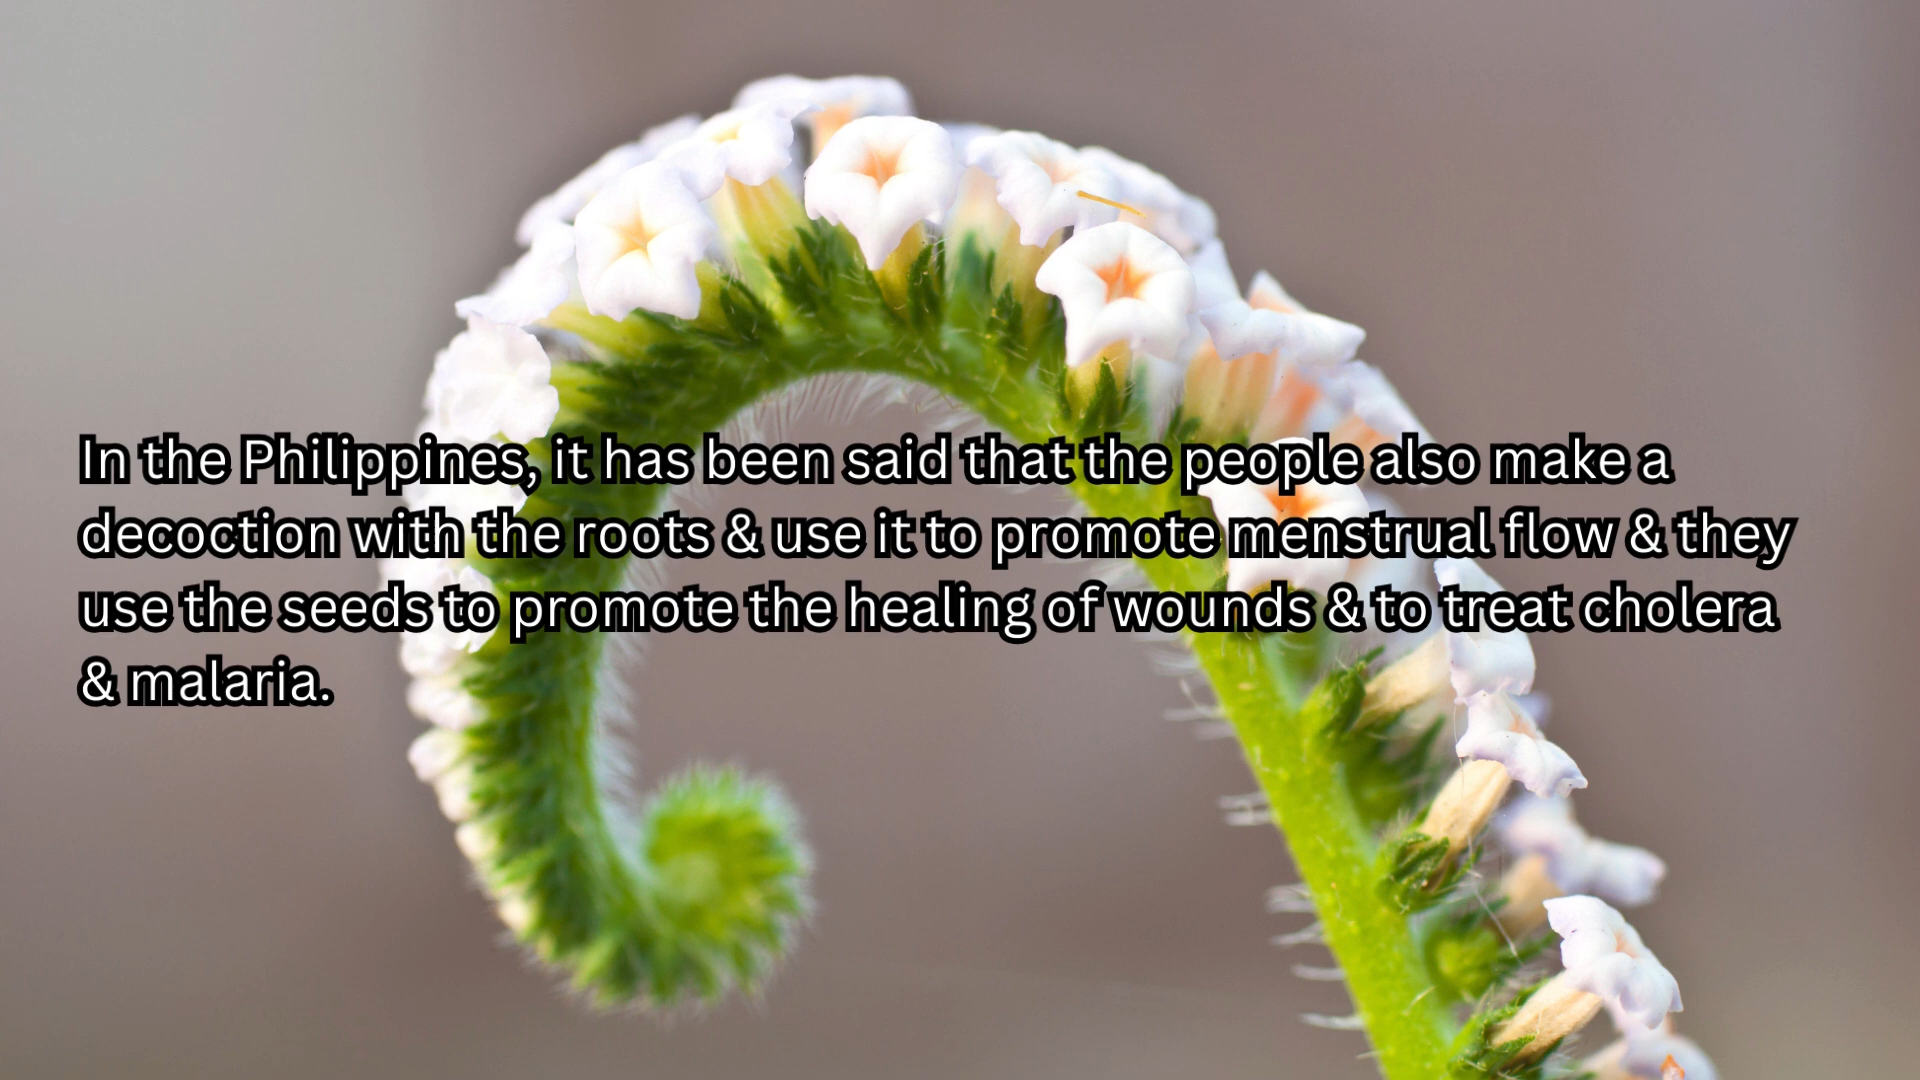 In the Philippines, it has been said that the people also make a
decoction with the roots & use it to promote menstrual flow & they
use the seeds to promote the healing of wounds & to treat cholera
& malaria.